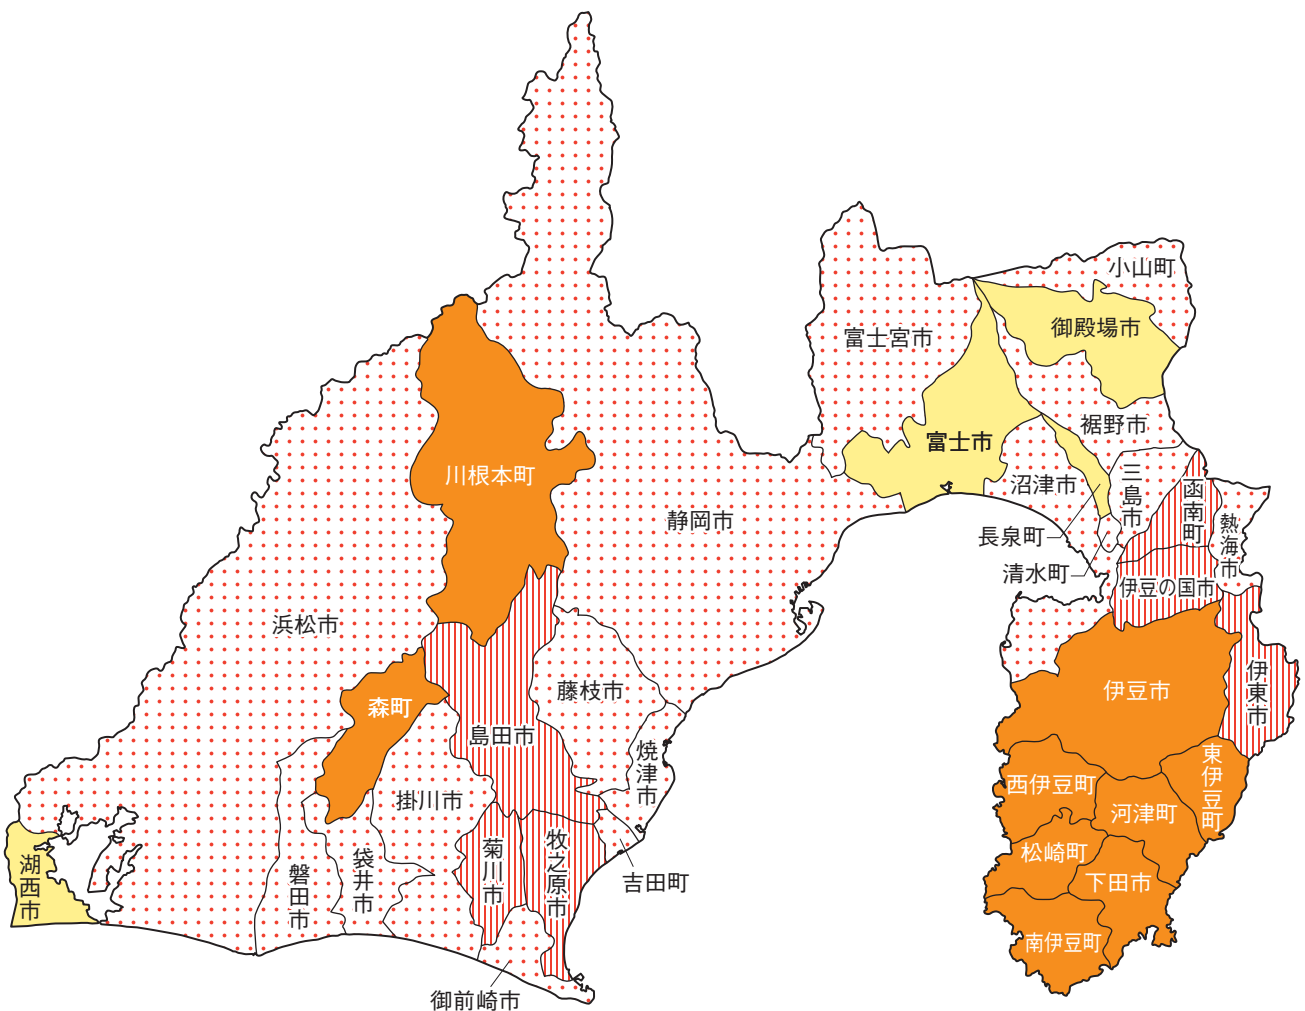 小山町
御殿場市
富士宮市
裾野市
富士市
川根本町
沼津市
三島市
函南町
静岡市
熱海市
長泉町
清水町
伊豆の国市
浜松市
藤枝市
伊豆市
伊東市
森町
島田市
焼津市
東伊豆町
西伊豆町
掛川市
河津町
松崎町
湖西市
磐田市
袋井市
菊川市
牧之原市
吉田町
下田市
南伊豆町
御前崎市